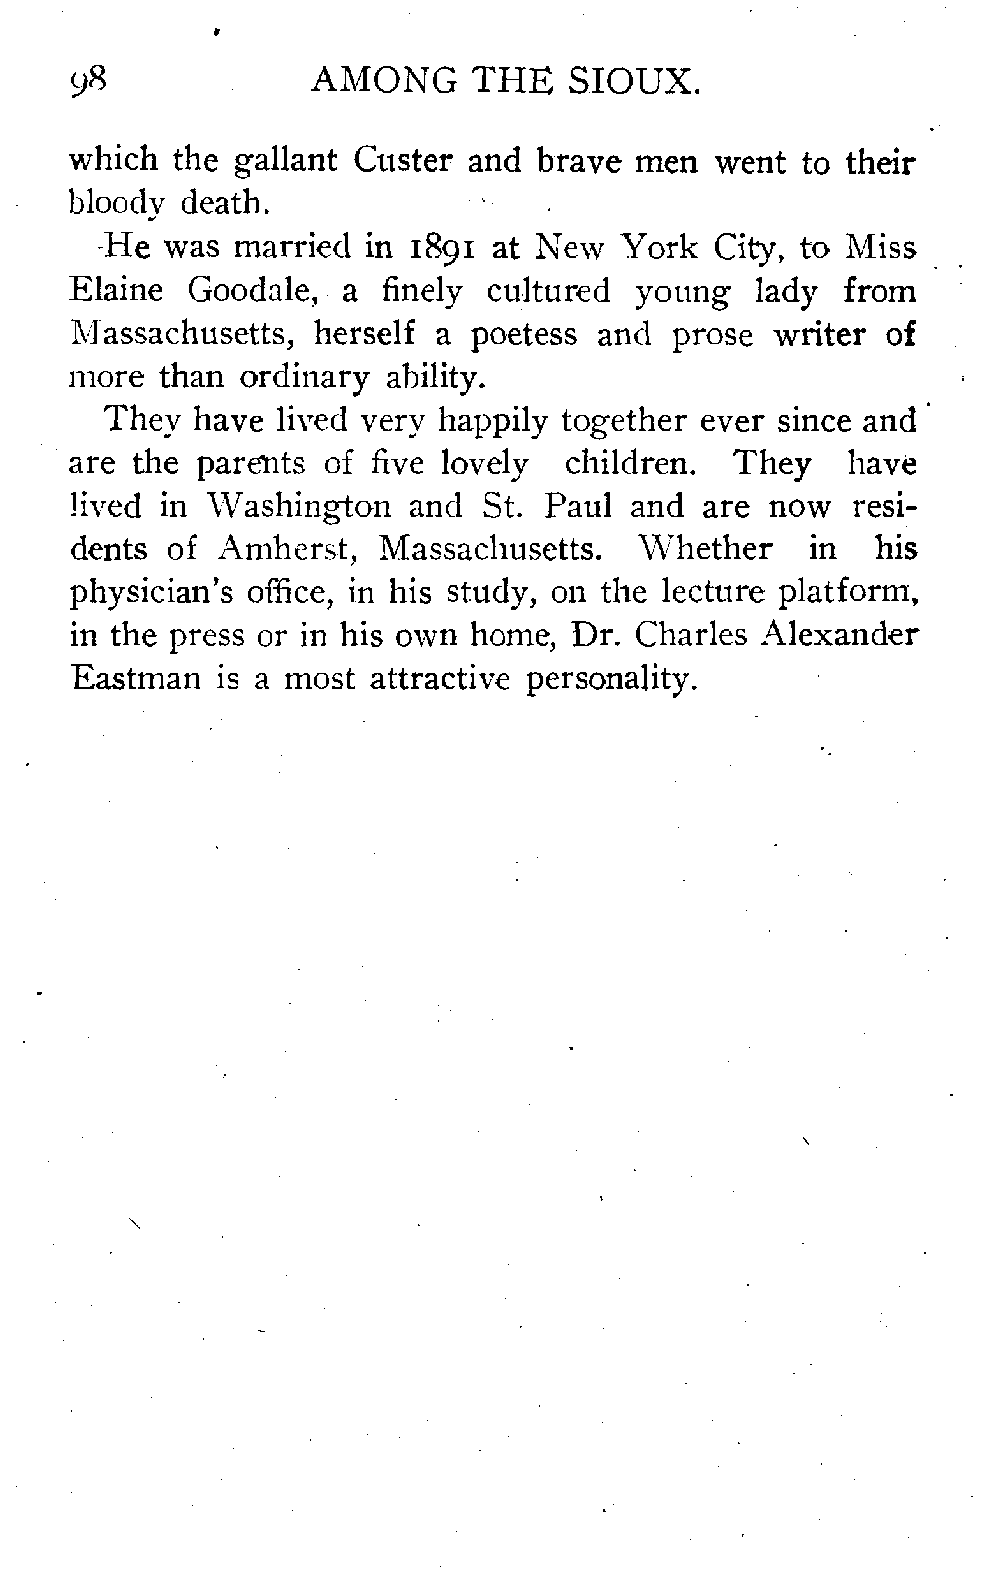 98 AMONG THE SIOUX.
which the gallant Custer and brave men went to their
bloody death.
He was married in 1891 at New York City, to Miss
Elaine Goodale, a finely cultured young lady from
Massachusetts, herself a poetess and prose writer of
more than ordinary ability.
They have lived very happily together ever since and
are the parents of five lovely children. They have
lived in Washington and St. Paul and are now resi-
dents of Amherst, Massachusetts. Whether in his
physician's office, in his study, on the lecture platform,
in the press or in his own home, Dr. Charles Alexander
Eastman is a most attractive personality.